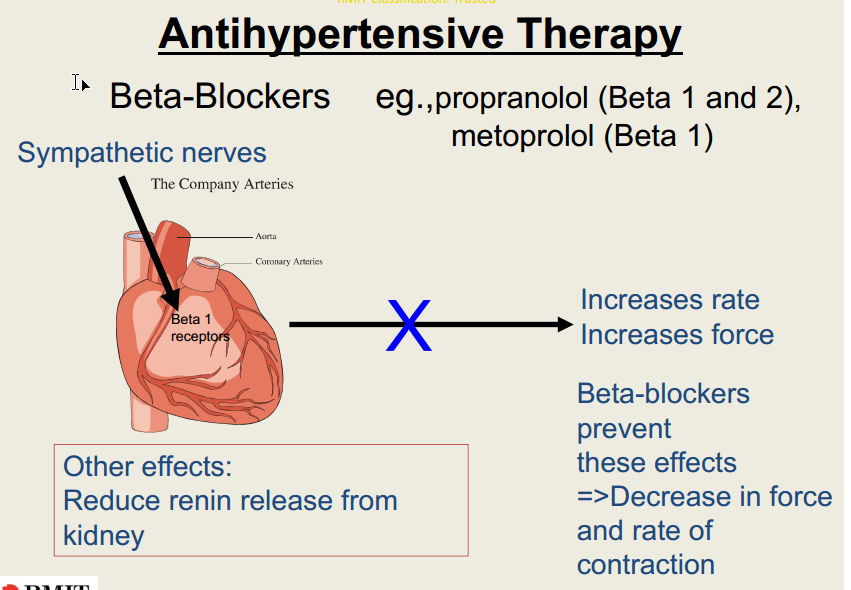 RMIT Classification: Trusted
Antihypertensive Therapy
Beta-Blockers eg.,propranolol (Beta 1 and 2),
metoprolol (Beta 1)
Sympathetic nerves
The Company Arteries
Aorta
Coronary Arteries
Beta 1
receptors
X
Increases rate
Increases force
Beta-blockers
prevent
these effects
=>Decrease in force
and rate of
contraction
Other effects:
Reduce renin release from
kidney
RMIT